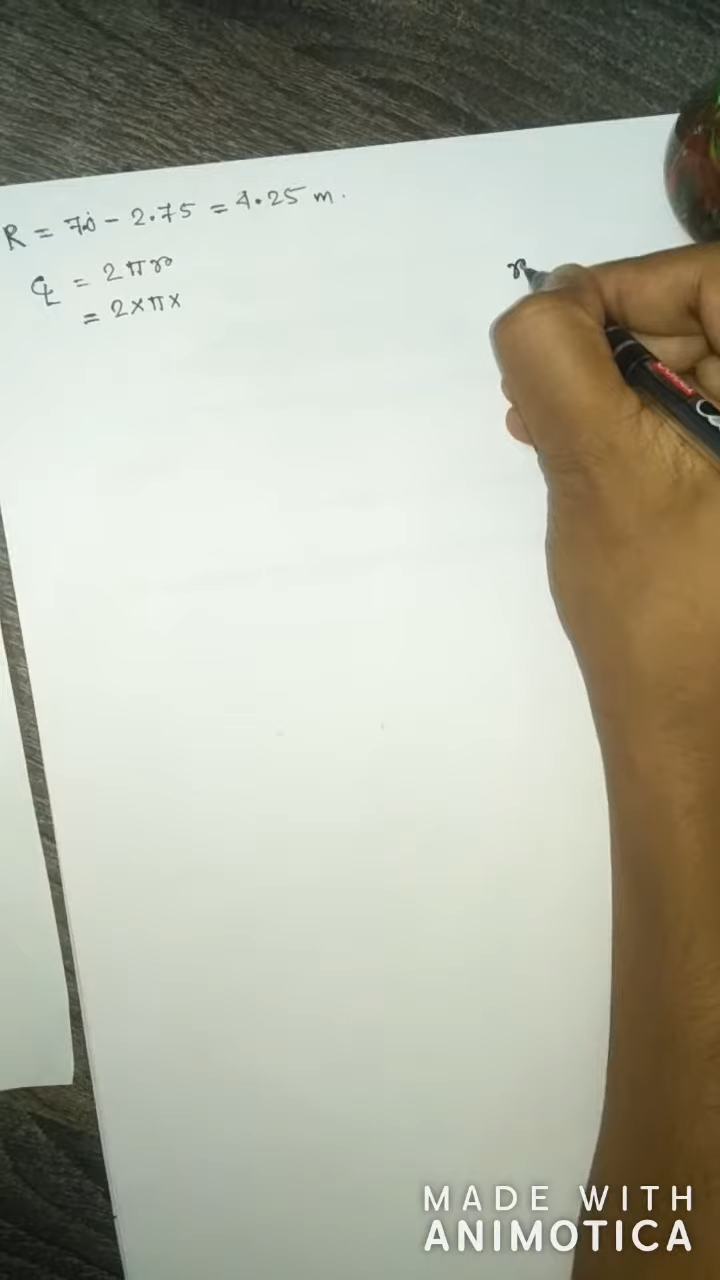 R = 7.0 - 2.75 = 4.25 m.
℄ = 2πr
= 2×π×
r
MADE WITH
ANIMOTICA